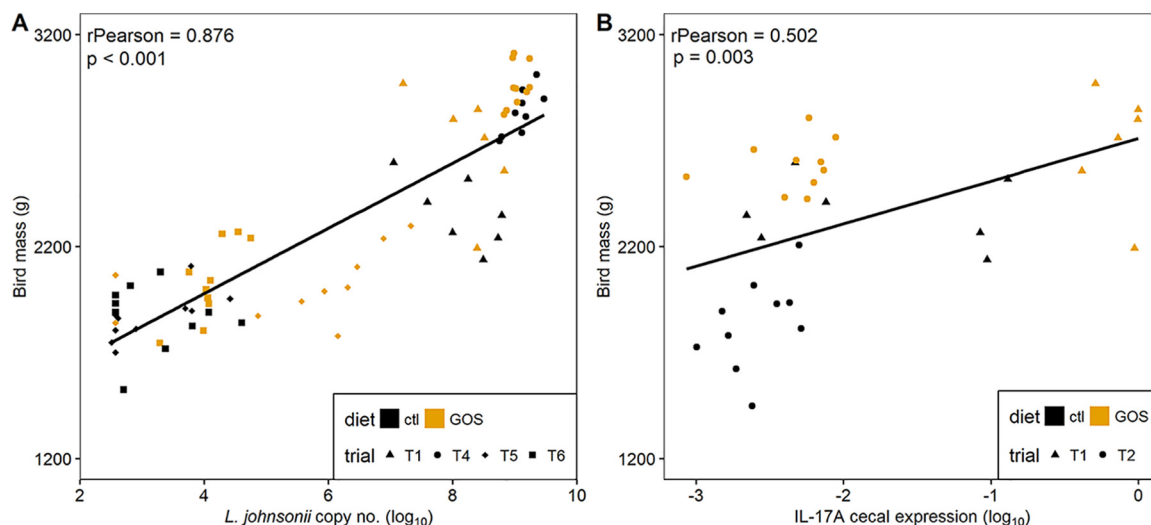 A
rPearson = 0.876
p < 0.001
3200
2200
1200
Bird mass (g)
diet ctl GOS
trial T1 T4 T5 T6
2 4 6 8 10
L. johnsonii copy no. (log10)
B
rPearson = 0.502
p = 0.003
3200
2200
1200
Bird mass (g)
diet ctl GOS
trial T1 T2
-3 -2 -1 0
IL-17A cecal expression (log10)